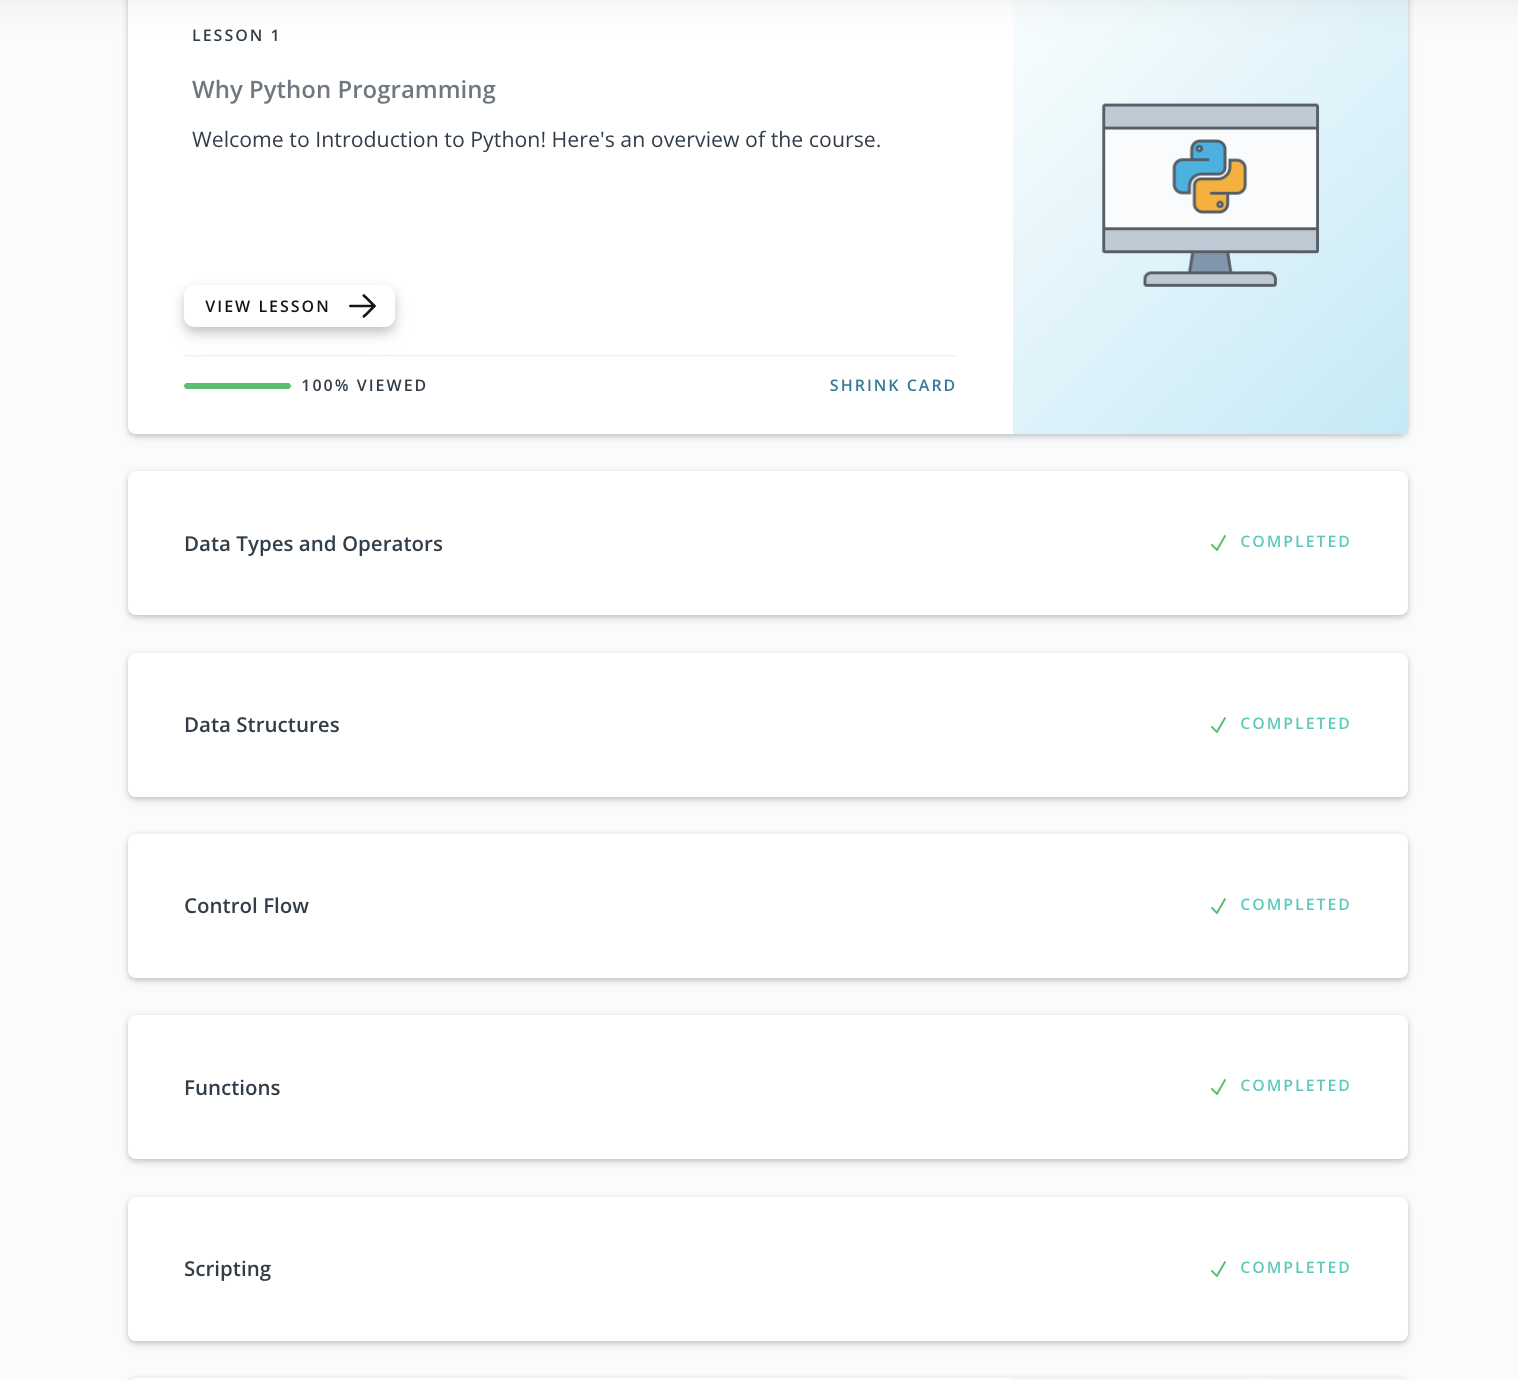 LESSON 1
Why Python Programming
Welcome to Introduction to Python! Here's an overview of the course.
VIEW LESSON
100% VIEWED
SHRINK CARD
Data Types and Operators
COMPLETED
Data Structures
COMPLETED
Control Flow
COMPLETED
Functions
COMPLETED
Scripting
COMPLETED